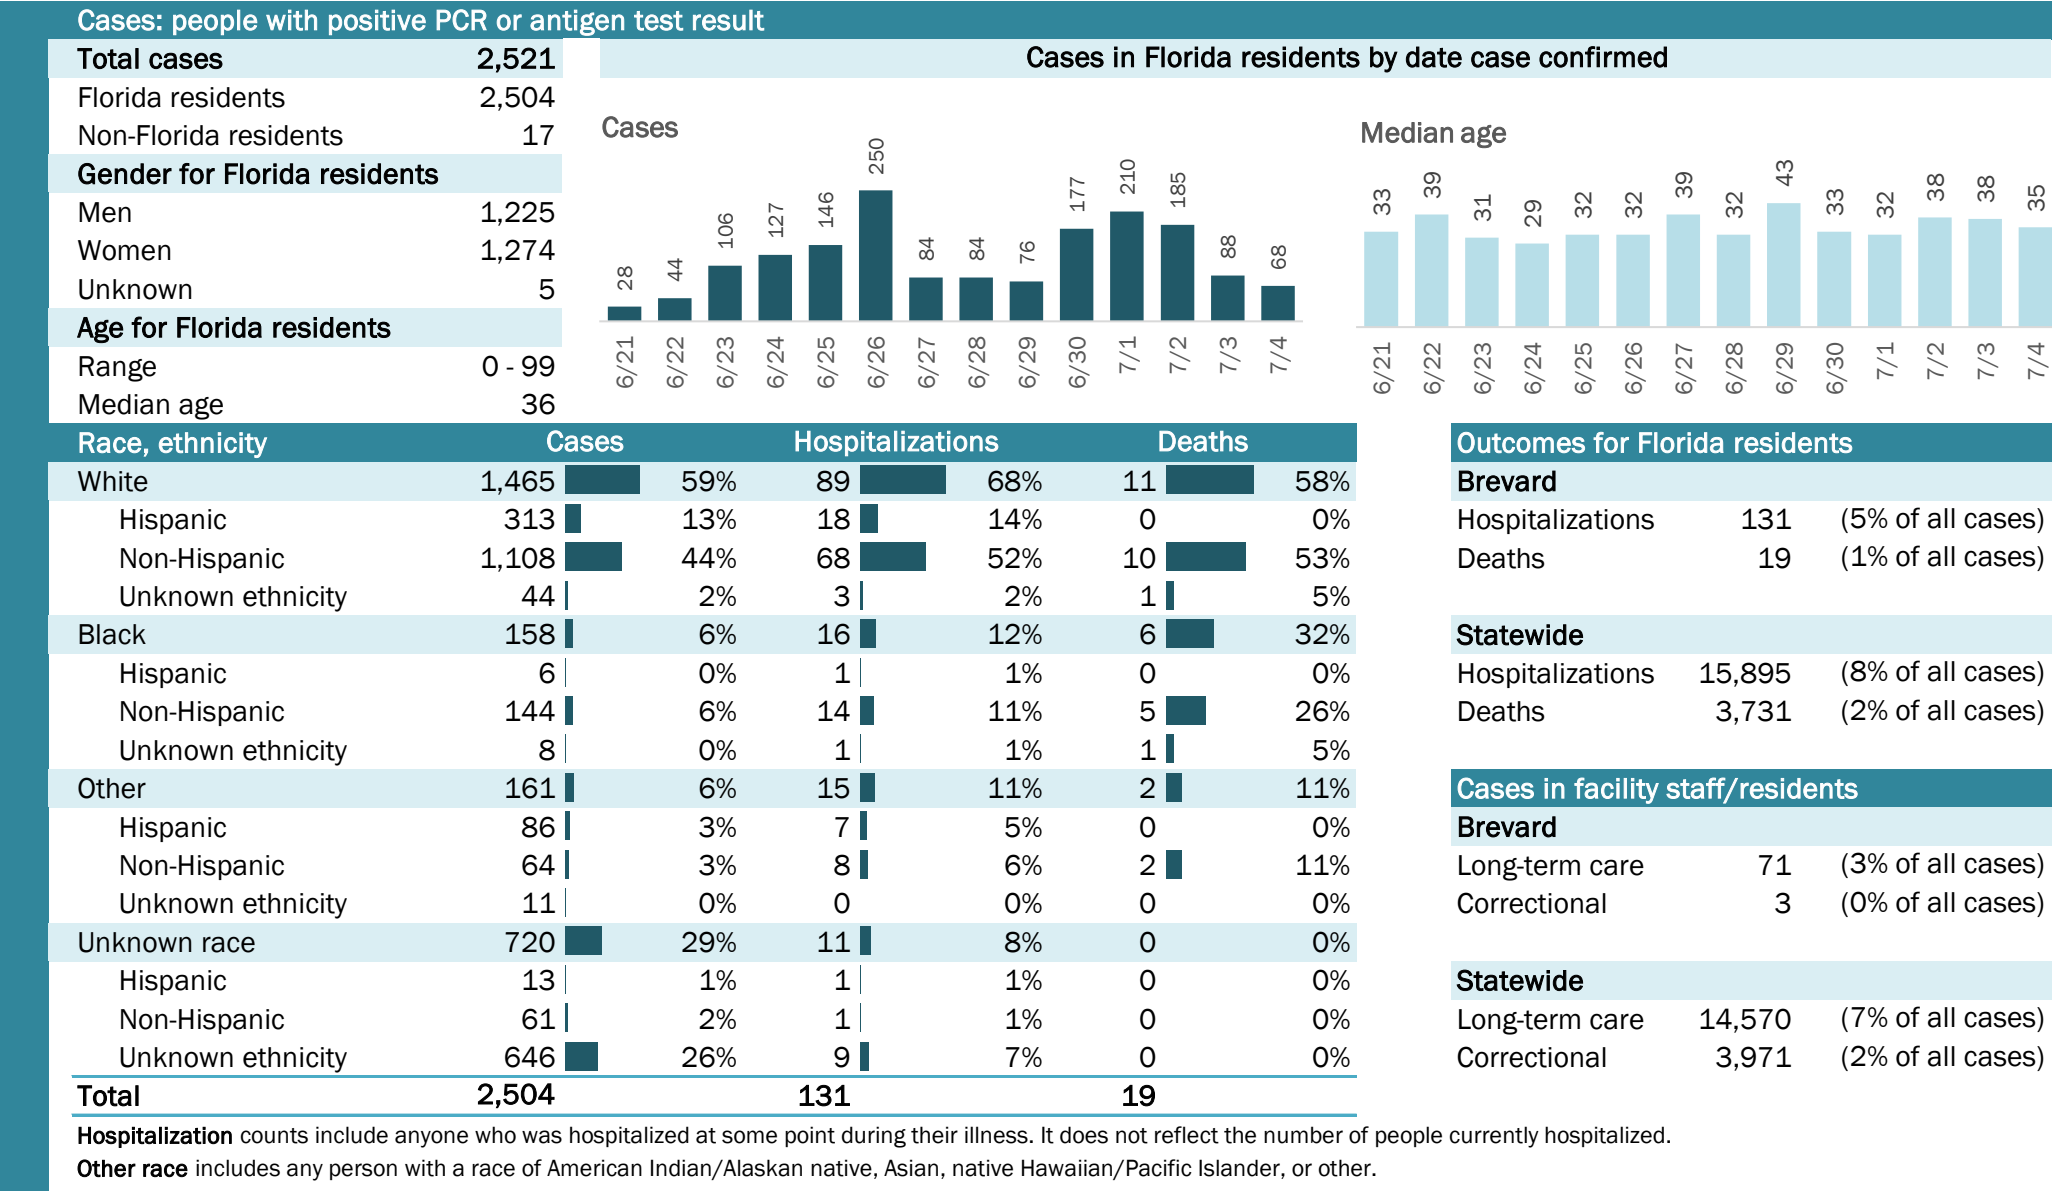 Cases: people with positive PCR or antigen test result
Total cases 2,521
Florida residents 2,504
Non-Florida residents 17
Gender for Florida residents
Men 1,225
Women 1,274
Unknown 5
Age for Florida residents
Range 0 - 99
Median age 36
Cases in Florida residents by date case confirmed
Cases
28 44 106 127 146 250 84 84 76 177 210 185 88 68
6/21 6/22 6/23 6/24 6/25 6/26 6/27 6/28 6/29 6/30 7/1 7/2 7/3 7/4
Median age
33 39 31 29 32 32 39 32 43 33 32 38 38 35
6/21 6/22 6/23 6/24 6/25 6/26 6/27 6/28 6/29 6/30 7/1 7/2 7/3 7/4
Race, ethnicity Cases Hospitalizations Deaths
White 1,465 59% 89 68% 11 58%
Hispanic 313 13% 18 14% 0 0%
Non-Hispanic 1,108 44% 68 52% 10 53%
Unknown ethnicity 44 2% 3 2% 1 5%
Black 158 6% 16 12% 6 32%
Hispanic 6 0% 1 1% 0 0%
Non-Hispanic 144 6% 14 11% 5 26%
Unknown ethnicity 8 0% 1 1% 1 5%
Other 161 6% 15 11% 2 11%
Hispanic 86 3% 7 5% 0 0%
Non-Hispanic 64 3% 8 6% 2 11%
Unknown ethnicity 11 0% 0 0% 0 0%
Unknown race 720 29% 11 8% 0 0%
Hispanic 13 1% 1 1% 0 0%
Non-Hispanic 61 2% 1 1% 0 0%
Unknown ethnicity 646 26% 9 7% 0 0%
Total 2,504 131 19
Outcomes for Florida residents
Brevard
Hospitalizations 131 (5% of all cases)
Deaths 19 (1% of all cases)
Statewide
Hospitalizations 15,895 (8% of all cases)
Deaths 3,731 (2% of all cases)
Cases in facility staff/residents
Brevard
Long-term care 71 (3% of all cases)
Correctional 3 (0% of all cases)
Statewide
Long-term care 14,570 (7% of all cases)
Correctional 3,971 (2% of all cases)
Hospitalization counts include anyone who was hospitalized at some point during their illness. It does not reflect the number of people currently hospitalized.
Other race includes any person with a race of American Indian/Alaskan native, Asian, native Hawaiian/Pacific Islander, or other.